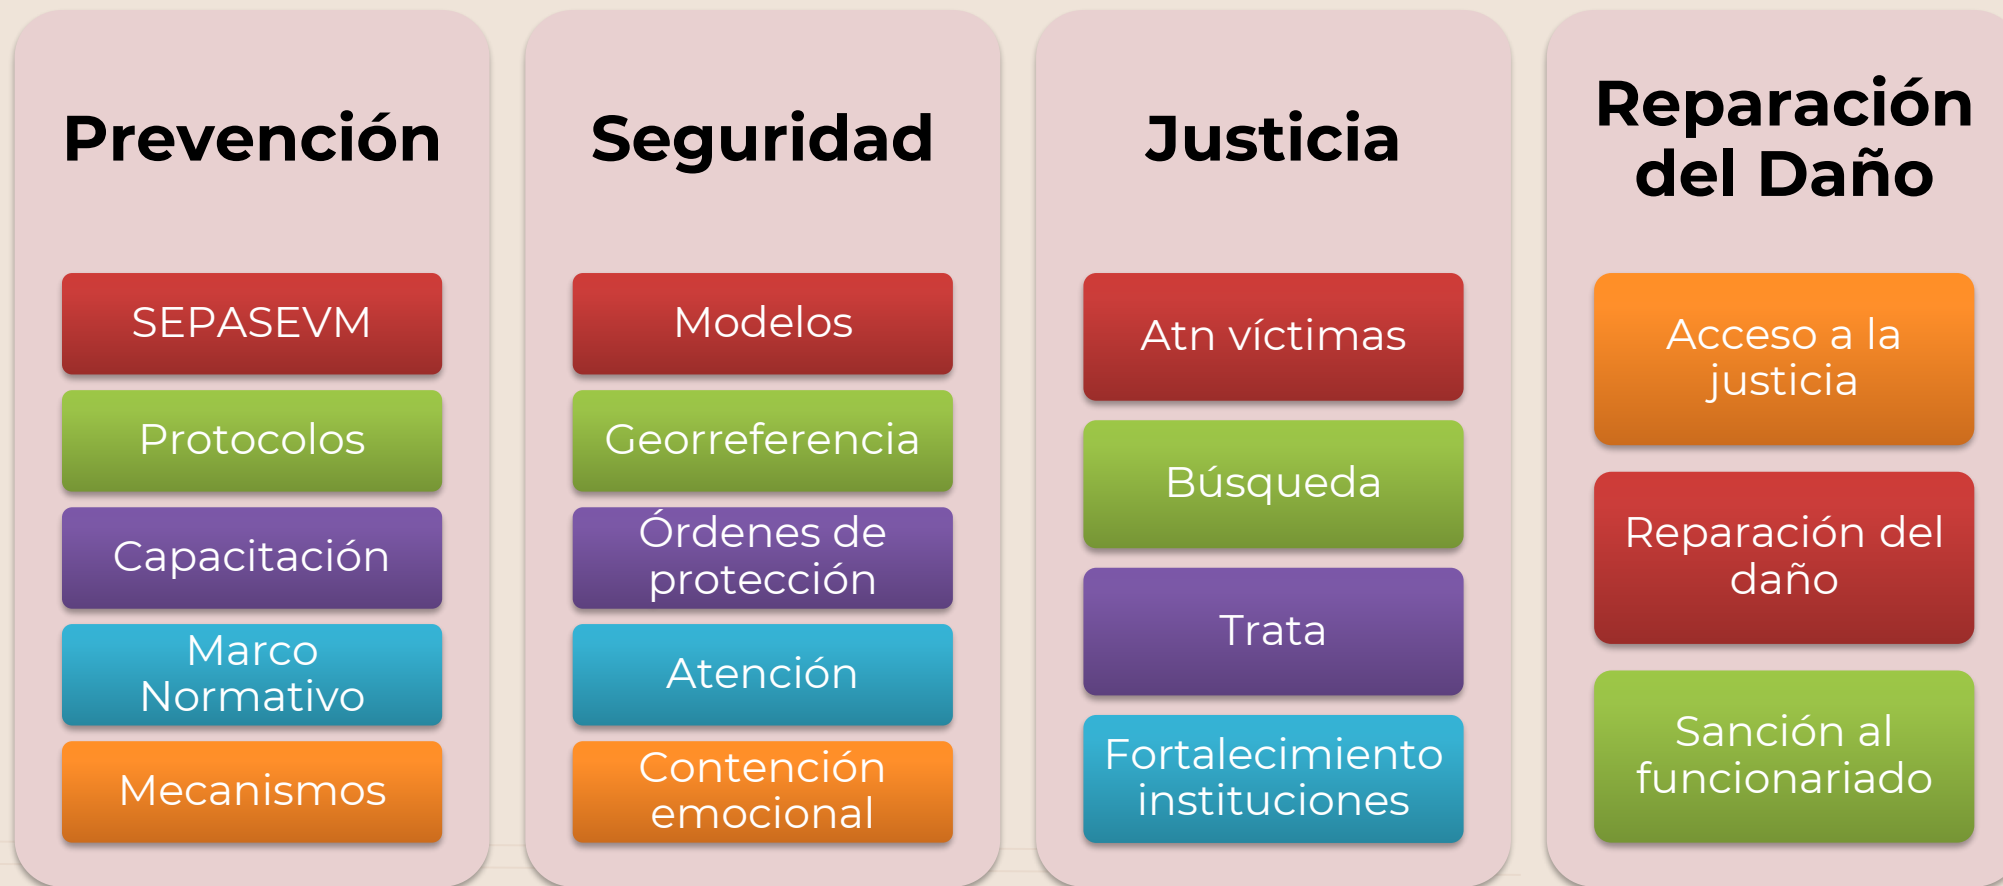 Prevención
SEPASEVM
Protocolos
Capacitación
Marco
Normativo
Mecanismos
Seguridad
Modelos
Georreferencia
Órdenes de
protección
Atención
Contención
emocional
Justicia
Atn víctimas
Búsqueda
Trata
Fortalecimiento
instituciones
Reparación
del Daño
Acceso a la
justicia
Reparación del
daño
Sanción al
funcionariado